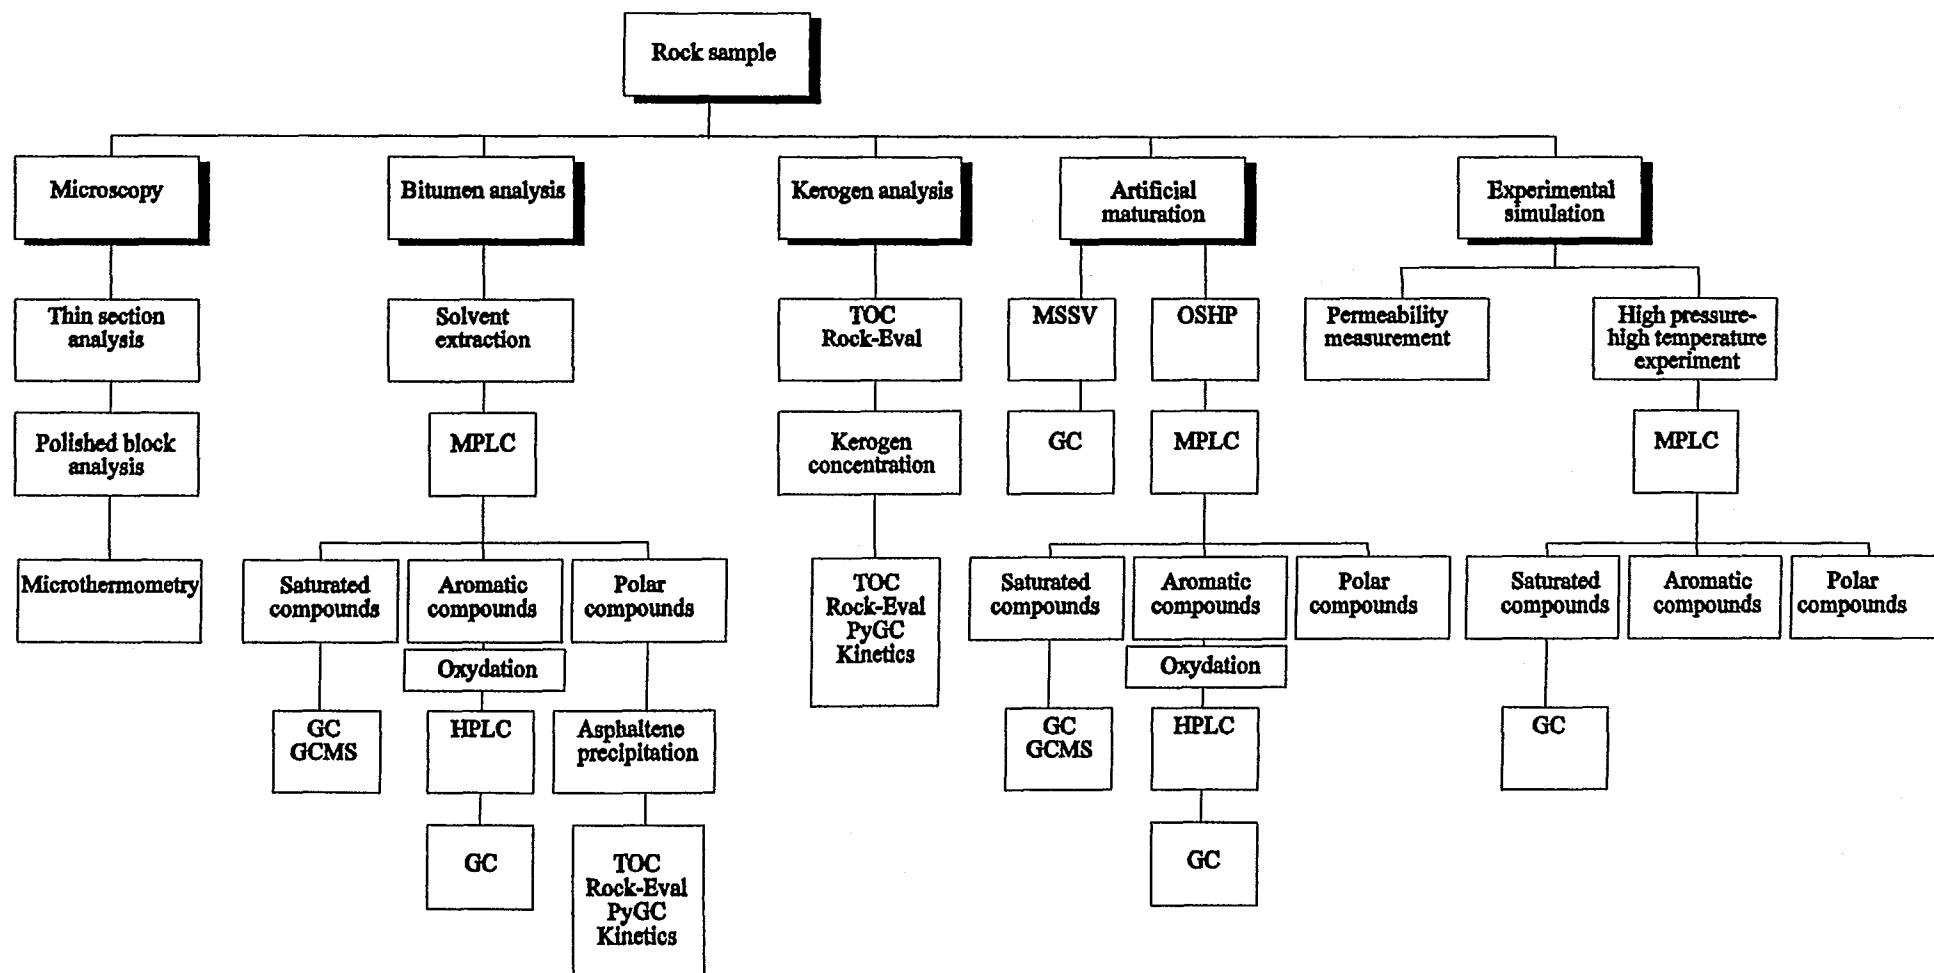 Rock sample
Microscopy
Bitumen analysis
Kerogen analysis
Artificial
maturation
Experimental
simulation
Thin section
analysis
Solvent
extraction
TOC
Rock-Eval
MSSV
OSHP
Permeability
measurement
High pressure-
high temperature
experiment
Polished block
analysis
MPLC
Kerogen
concentration
GC
MPLC
MPLC
Microthermometry
Saturated
compounds
Aromatic
compounds
Polar
compounds
TOC
Rock-Eval
PyGC
Kinetics
Saturated
compounds
Aromatic
compounds
Polar
compounds
Saturated
compounds
Aromatic
compounds
Polar
compounds
Oxydation
Oxydation
GC
GCMS
HPLC
Asphaltene
precipitation
GC
GCMS
HPLC
GC
GC
TOC
Rock-Eval
PyGC
Kinetics
GC